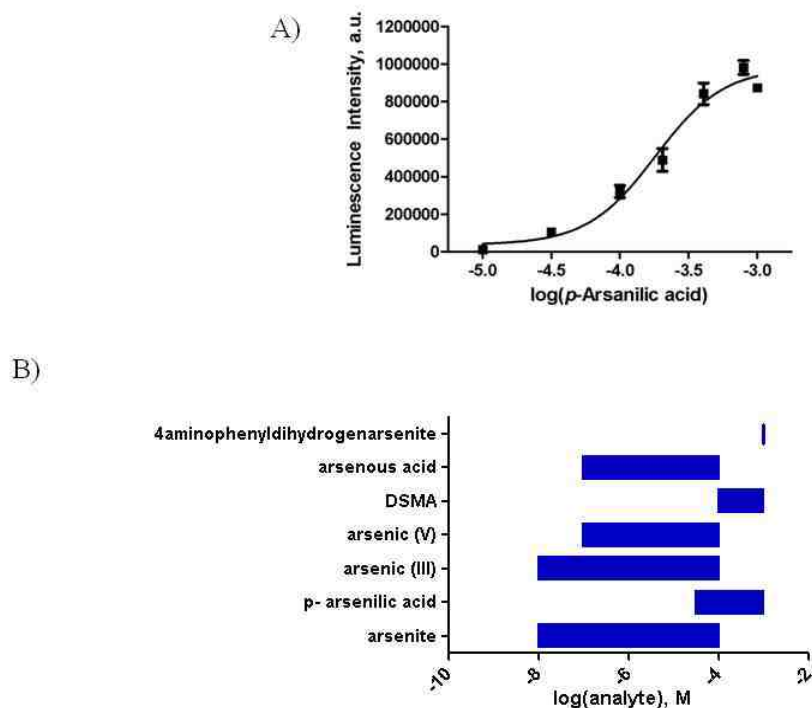 A)
Luminescence Intensity, a.u.
1000000
800000
600000
400000
200000
0
-5.0 -4.5 -4.0 -3.5 -3.0
log(p-Arsanilic acid)
B)
4aminophenyldihydrogenarsenite
arsenous acid
DSMA
arsenic (V)
arsenic (III)
p- arsenilic acid
arsenite
-10 -8 -6 -4 -2
log(analyte), M